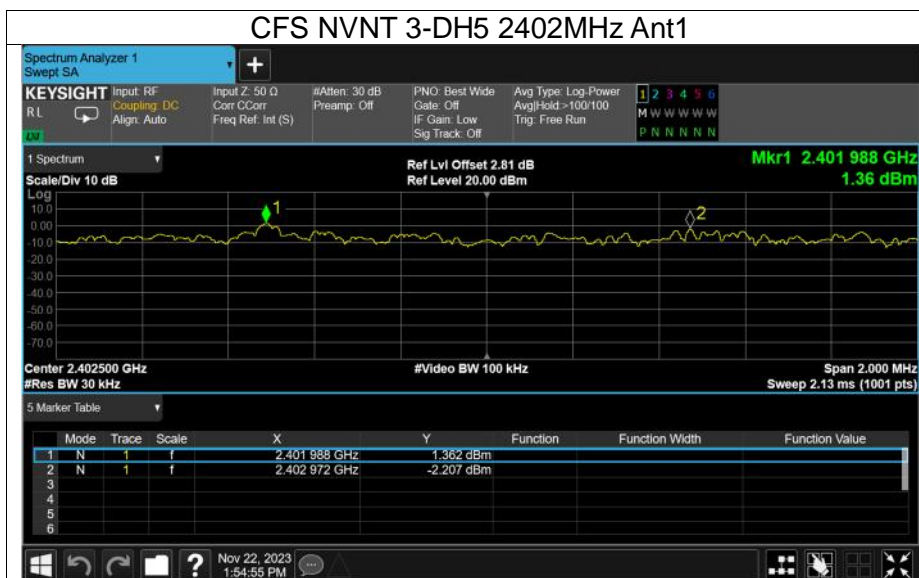 CFS NVNT 3-DH5 2402MHz Ant1
Spectrum Analyzer 1
Swept SA
+
KEYSIGHT Input: RF Input Z: 50 Ω #Atten: 30 dB PNO: Best Wide Avg Type: Log-Power 1 2 3 4 5 6
RL Coupling: DC Corr CCorr Preamp: Off Gate: Off Avg|Hold:>100/100 M W W W W W
Align: Auto Freq Ref: Int (S) IF Gain: Low Trig: Free Run
Sig Track: Off P N N N N N
1 Spectrum Ref Lvl Offset 2.81 dB Mkr1 2.401 988 GHz
Scale/Div 10 dB Ref Level 20.00 dBm 1.36 dBm
Log
10.0
0.00
-10.0
-20.0
-30.0
-40.0
-50.0
-60.0
-70.0
1
2
Center 2.402500 GHz #Video BW 100 kHz Span 2.000 MHz
#Res BW 30 kHz Sweep 2.13 ms (1001 pts)
5 Marker Table
Mode Trace Scale X Y Function Function Width Function Value
1 N 1 f 2.401 988 GHz 1.362 dBm
2 N 1 f 2.402 972 GHz -2.207 dBm
3
4
5
6
? Nov 22, 2023
1:54:55 PM